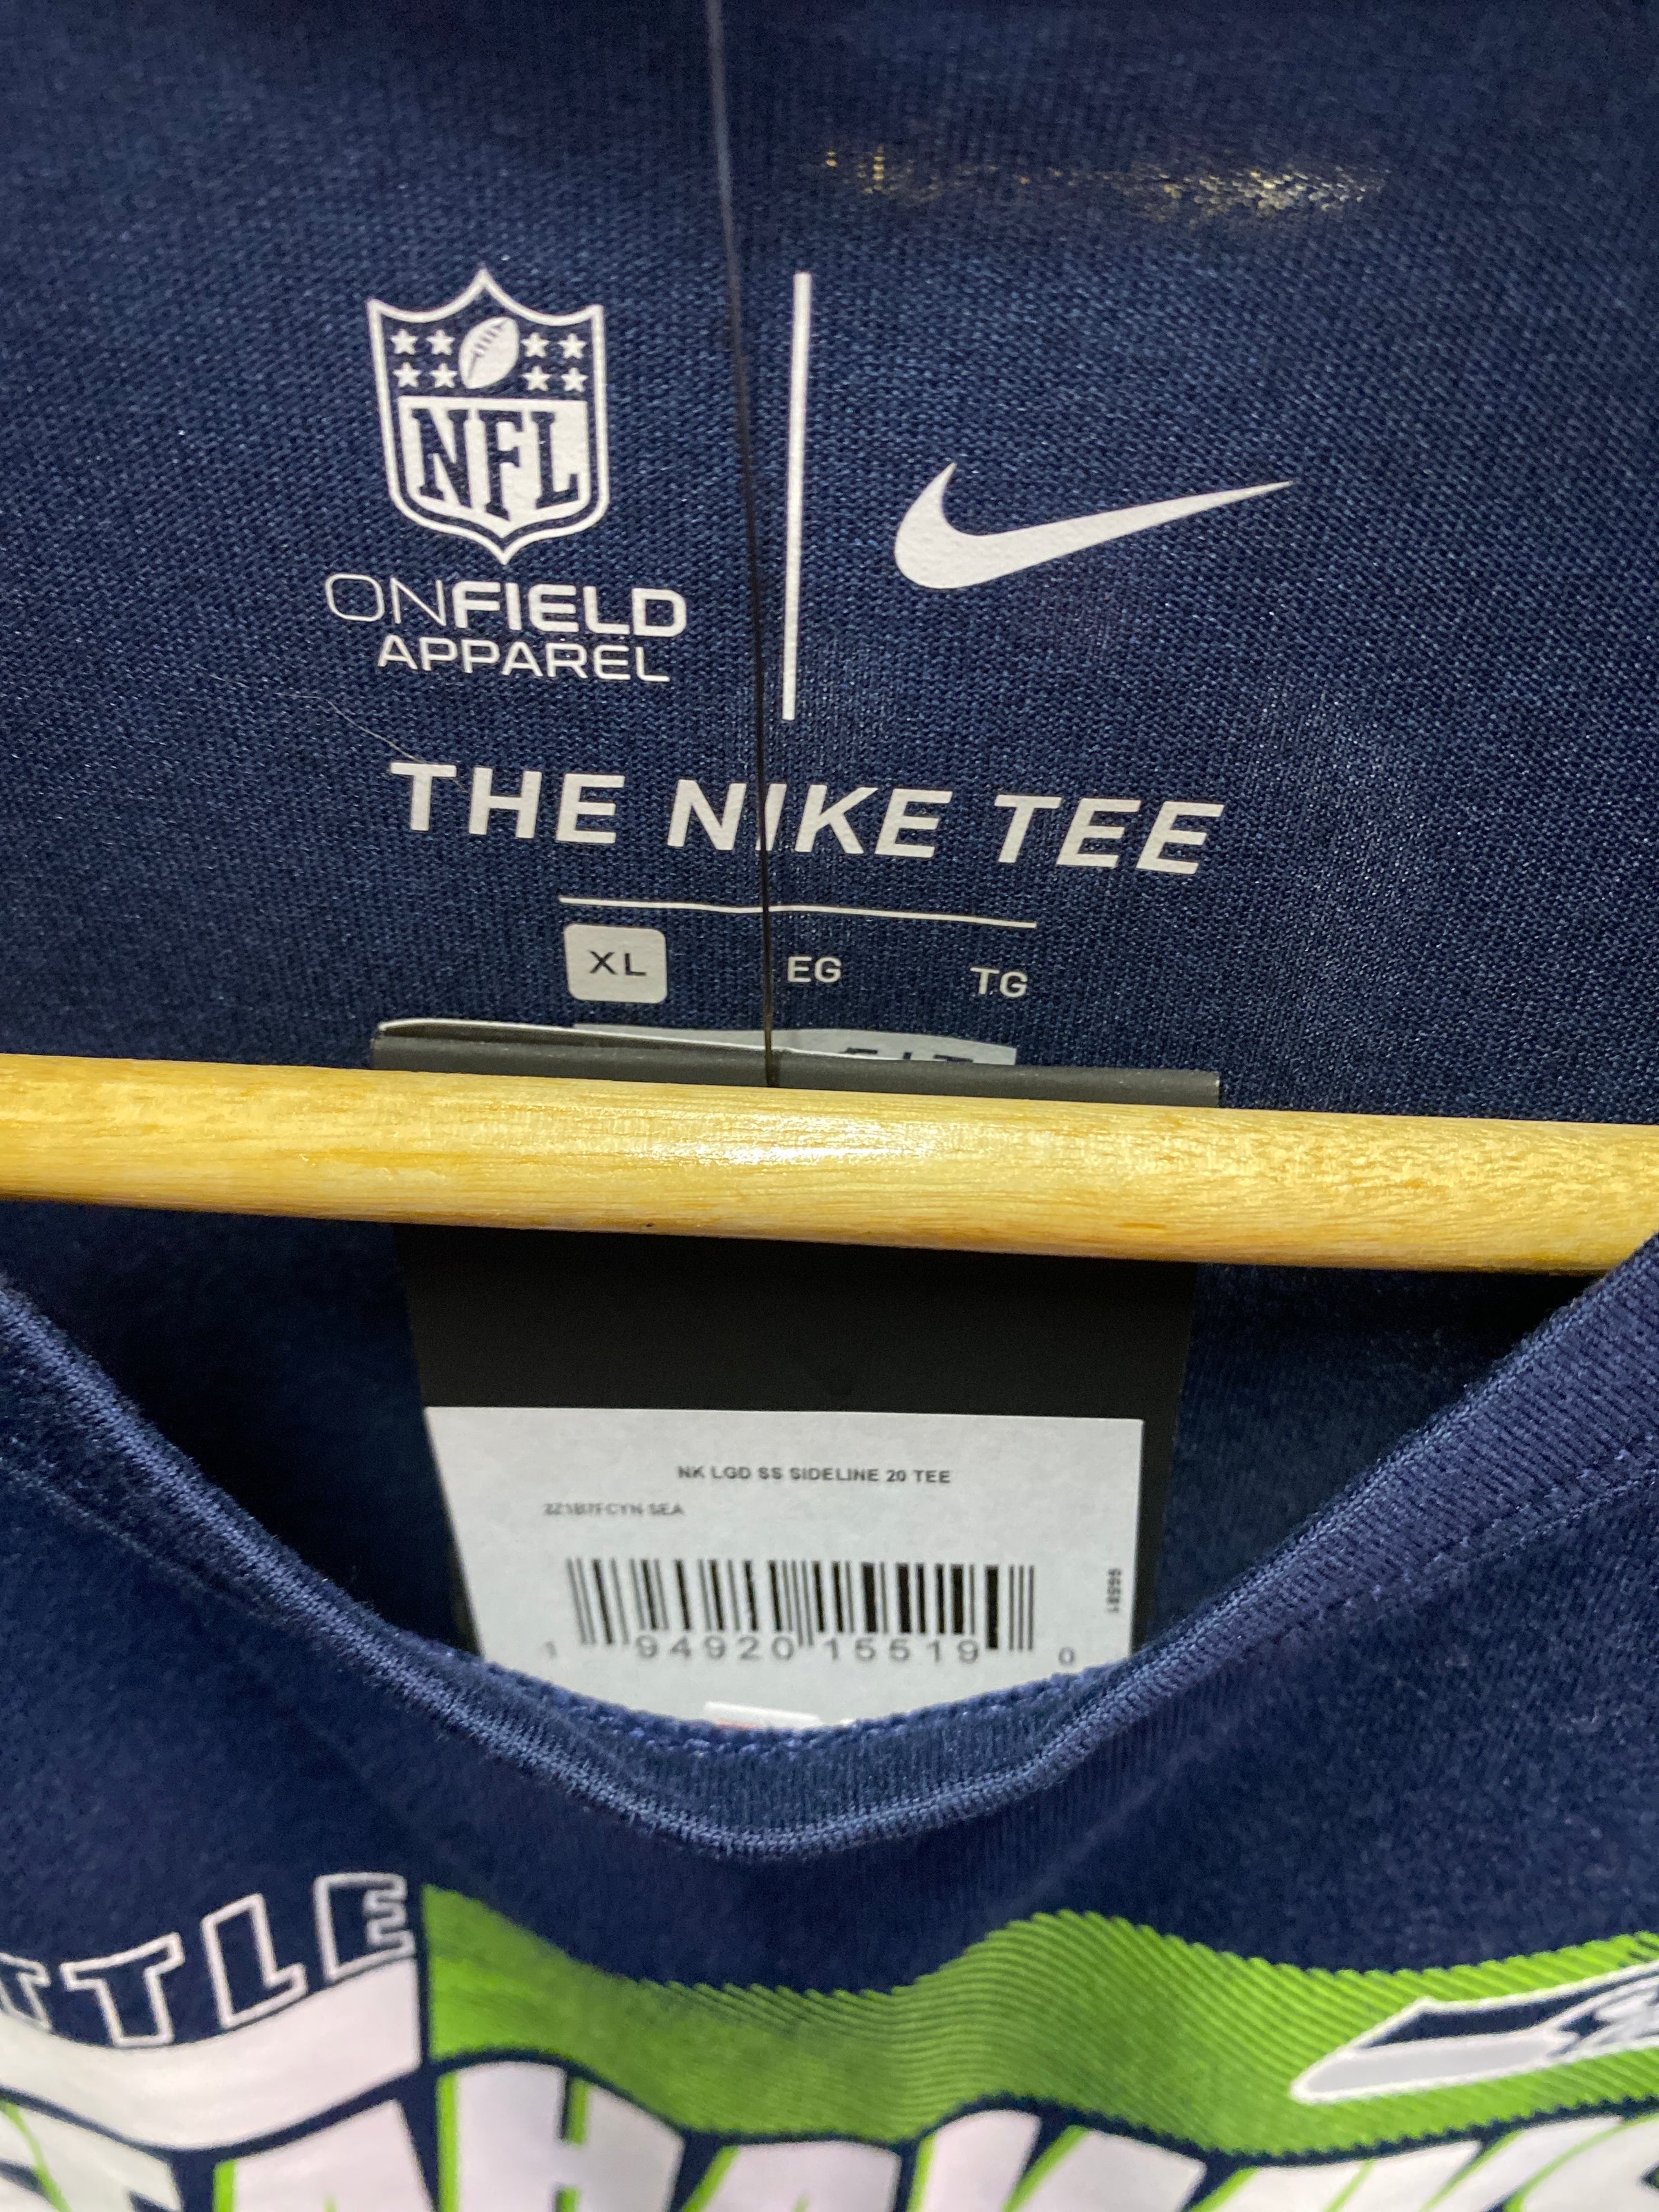 NFL
ONFIELD
APPAREL
THE NIKE TEE
XL EG TG
NK LGD SS SIDELINE 20 TEE
96581
1 94920 15519 0
TTLE